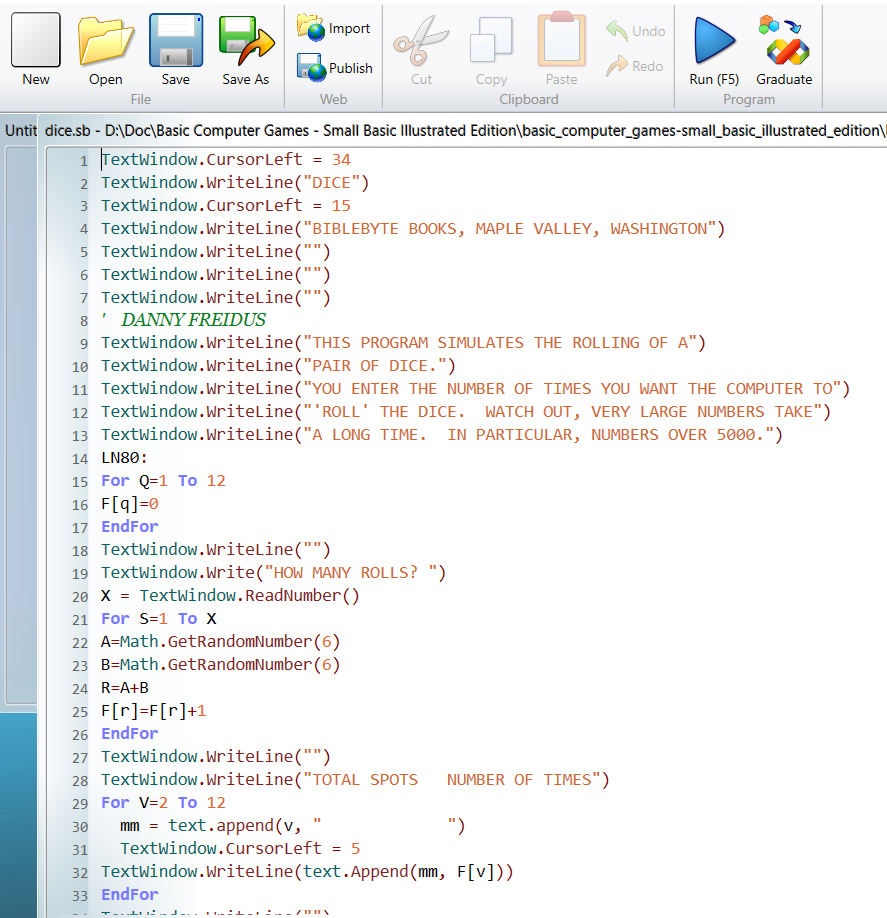 New
Open
Save
Save As
File
Import
Publish
Web
Cut
Copy
Paste
Undo
Redo
Clipboard
Run (F5)
Graduate
Program
Untit
dice.sb - D:\Doc\Basic Computer Games - Small Basic Illustrated Edition\basic_computer_games-small_basic_illustrated_edition\
1 TextWindow.CursorLeft = 34
2 TextWindow.WriteLine("DICE")
3 TextWindow.CursorLeft = 15
4 TextWindow.WriteLine("BIBLEBYTE BOOKS, MAPLE VALLEY, WASHINGTON")
5 TextWindow.WriteLine("")
6 TextWindow.WriteLine("")
7 TextWindow.WriteLine("")
8 '   DANNY FREIDUS
9 TextWindow.WriteLine("THIS PROGRAM SIMULATES THE ROLLING OF A")
10 TextWindow.WriteLine("PAIR OF DICE.")
11 TextWindow.WriteLine("YOU ENTER THE NUMBER OF TIMES YOU WANT THE COMPUTER TO")
12 TextWindow.WriteLine("'ROLL' THE DICE.  WATCH OUT, VERY LARGE NUMBERS TAKE")
13 TextWindow.WriteLine("A LONG TIME.  IN PARTICULAR, NUMBERS OVER 5000.")
14 LN80:
15 For Q=1 To 12
16 F[q]=0
17 EndFor
18 TextWindow.WriteLine("")
19 TextWindow.Write("HOW MANY ROLLS? ")
20 X = TextWindow.ReadNumber()
21 For S=1 To X
22 A=Math.GetRandomNumber(6)
23 B=Math.GetRandomNumber(6)
24 R=A+B
25 F[r]=F[r]+1
26 EndFor
27 TextWindow.WriteLine("")
28 TextWindow.WriteLine("TOTAL SPOTS   NUMBER OF TIMES")
29 For V=2 To 12
30   mm = text.append(v, "             ")
31   TextWindow.CursorLeft = 5
32 TextWindow.WriteLine(text.Append(mm, F[v]))
33 EndFor